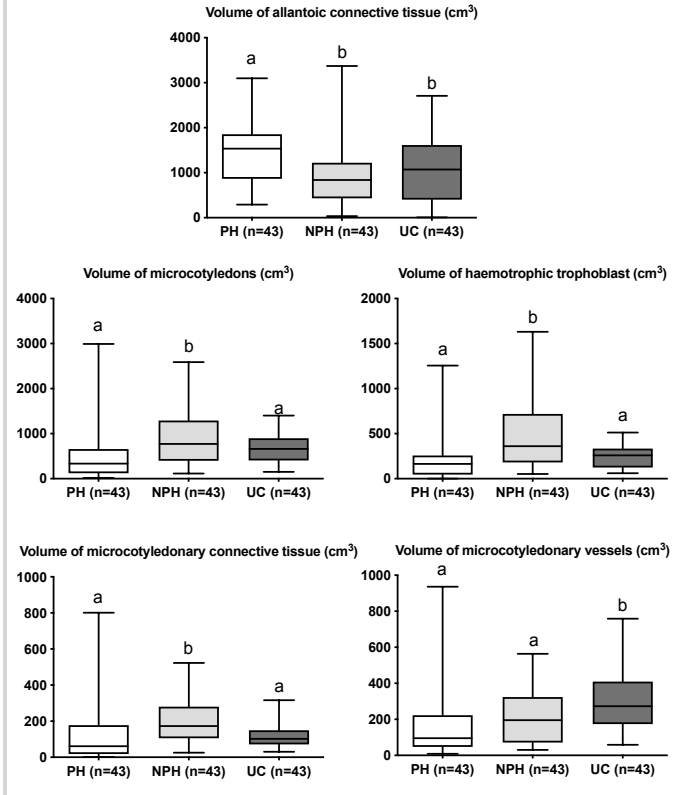 Volume of allantoic connective tissue (cm³)
4000
3000
2000
1000
0
a
b
b
PH (n=43)
NPH (n=43)
UC (n=43)
Volume of microcotyledons (cm³)
4000
3000
2000
1000
0
a
b
a
PH (n=43)
NPH (n=43)
UC (n=43)
Volume of haemotrophic trophoblast (cm³)
2000
1500
1000
500
0
a
b
a
PH (n=43)
NPH (n=43)
UC (n=43)
Volume of microcotyledonary connective tissue (cm³)
1000
800
600
400
200
0
a
b
a
PH (n=43)
NPH (n=43)
UC (n=43)
Volume of microcotyledonary vessels (cm³)
1000
800
600
400
200
0
a
a
b
PH (n=43)
NPH (n=43)
UC (n=43)